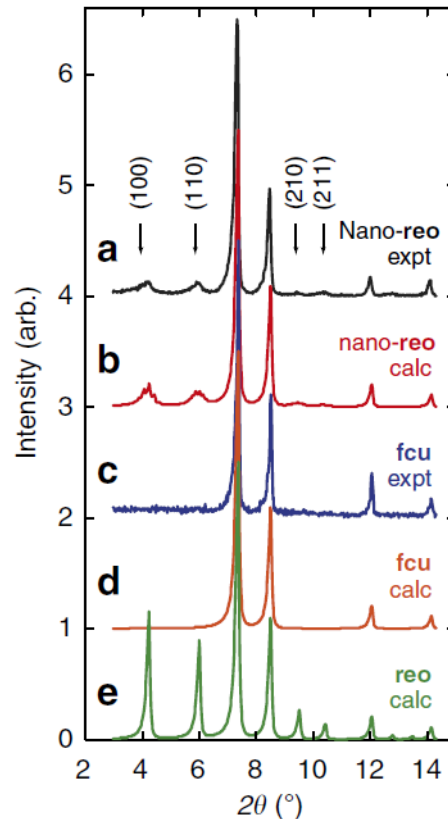 6
5
4
3
2
1
0
Intensity (arb.)
(100)
(110)
(210)
(211)
a
Nano-reo
expt
b
nano-reo
calc
c
fcu
expt
d
fcu
calc
e
reo
calc
2 4 6 8 10 12 14
2θ (°)